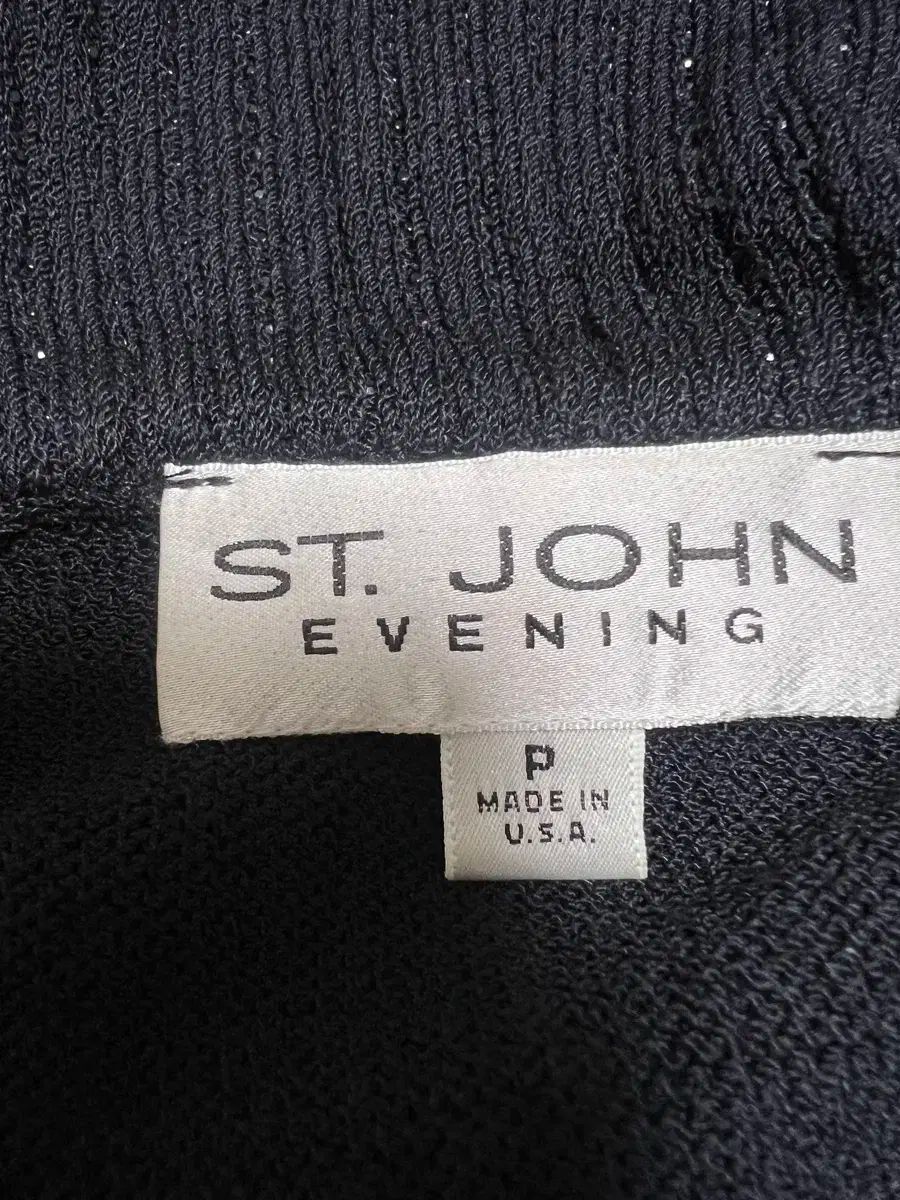 ST. JOHN
EVENING
P
MADE IN
U.S.A.